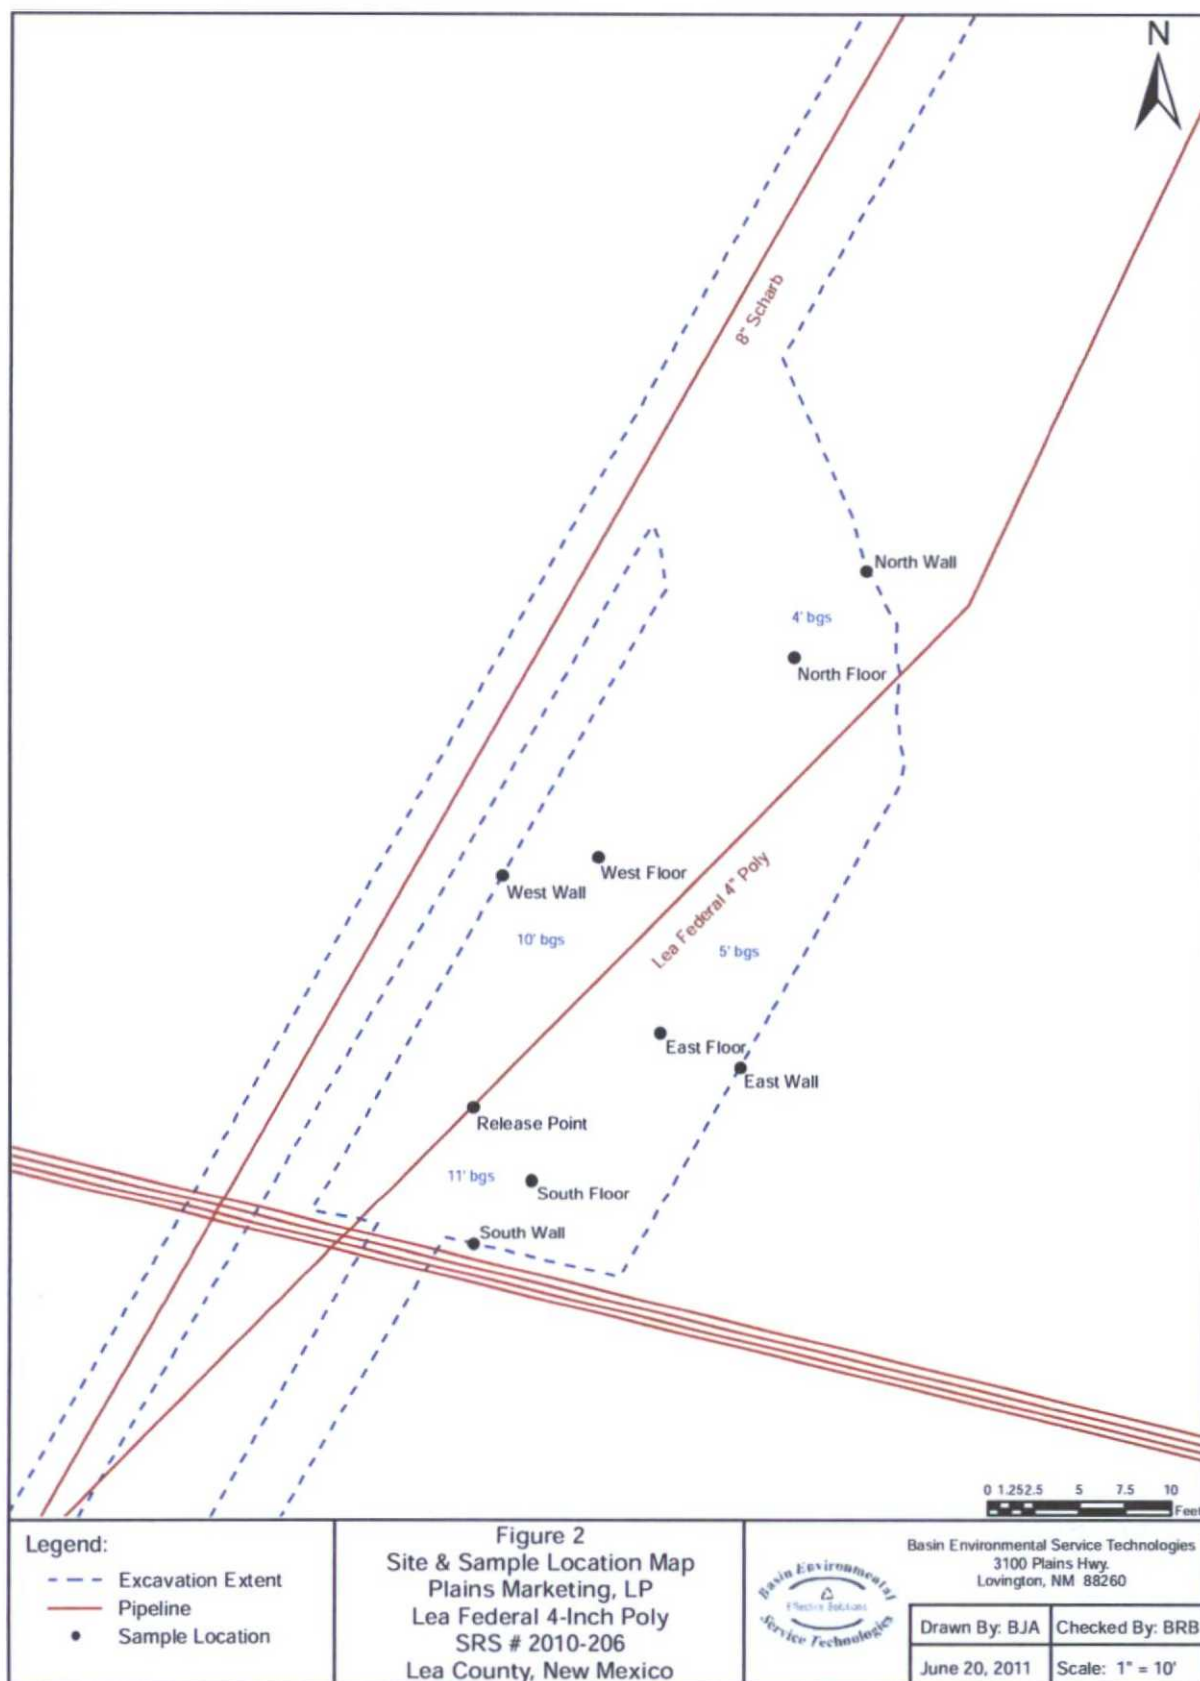 N
8" Scharb
North Wall
4' bgs
North Floor
West Floor
West Wall
Lea Federal 4" Poly
10' bgs
5' bgs
East Floor
East Wall
Release Point
11' bgs
South Floor
South Wall
0 1.252.5 5 7.5 10
Feet
Legend:
Excavation Extent
Pipeline
Sample Location
Figure 2
Site & Sample Location Map
Plains Marketing, LP
Lea Federal 4-Inch Poly
SRS # 2010-206
Lea County, New Mexico
Basin Environmental
Effective Solutions
Service Technologies
Basin Environmental Service Technologies
3100 Plains Hwy.
Lovington, NM 88260
Drawn By: BJA
Checked By: BRB
June 20, 2011
Scale: 1" = 10'